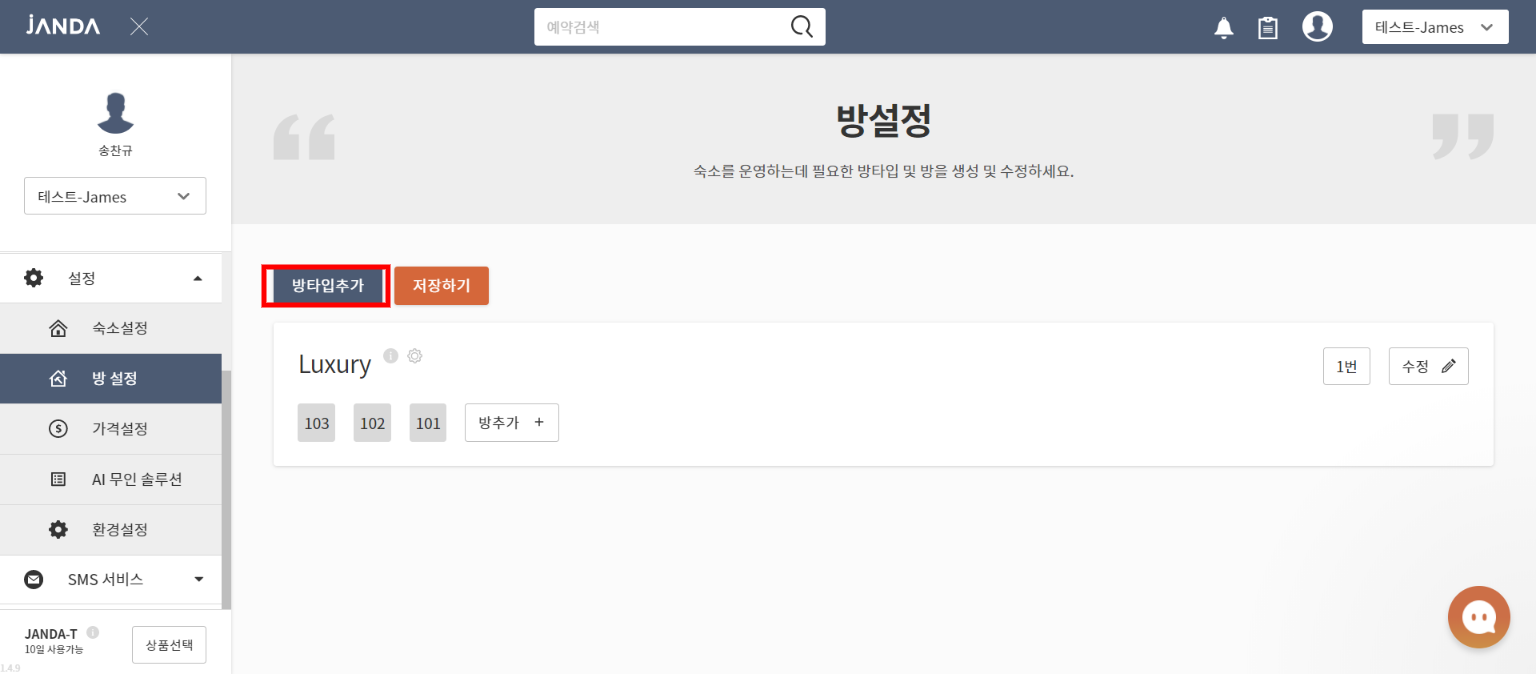 JANDA
예약검색
테스트-James
송찬규
테스트-James
설정
숙소설정
방 설정
가격설정
AI 무인 솔루션
환경설정
SMS 서비스
JANDA-T
10일 사용가능
상품선택
1.4.9
방설정
숙소를 운영하는데 필요한 방타입 및 방을 생성 및 수정하세요.
방타입추가 저장하기
Luxury
1번 수정
103 102 101 방추가 +